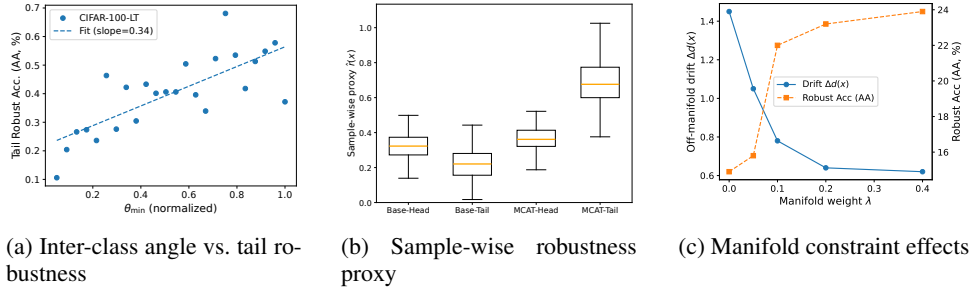 Tail Robust Acc. (AA, %)
0.7
0.6
0.5
0.4
0.3
0.2
0.1
CIFAR-100-LT
Fit (slope=0.34)
0.2
0.4
0.6
0.8
1.0
θmin (normalized)
Sample-wise proxy r̂(x)
1.0
0.8
0.6
0.4
0.2
0.0
Base-Head
Base-Tail
MCAT-Head
MCAT-Tail
Off-manifold drift Δd(x)
1.4
1.2
1.0
0.8
0.6
Drift Δd(x)
Robust Acc (AA)
0.0
0.1
0.2
0.3
0.4
Manifold weight λ
24
22
20
18
16
Robust Acc (AA, %)
(a) Inter-class angle vs. tail ro-
bustness
(b) Sample-wise robustness
proxy
(c) Manifold constraint effects